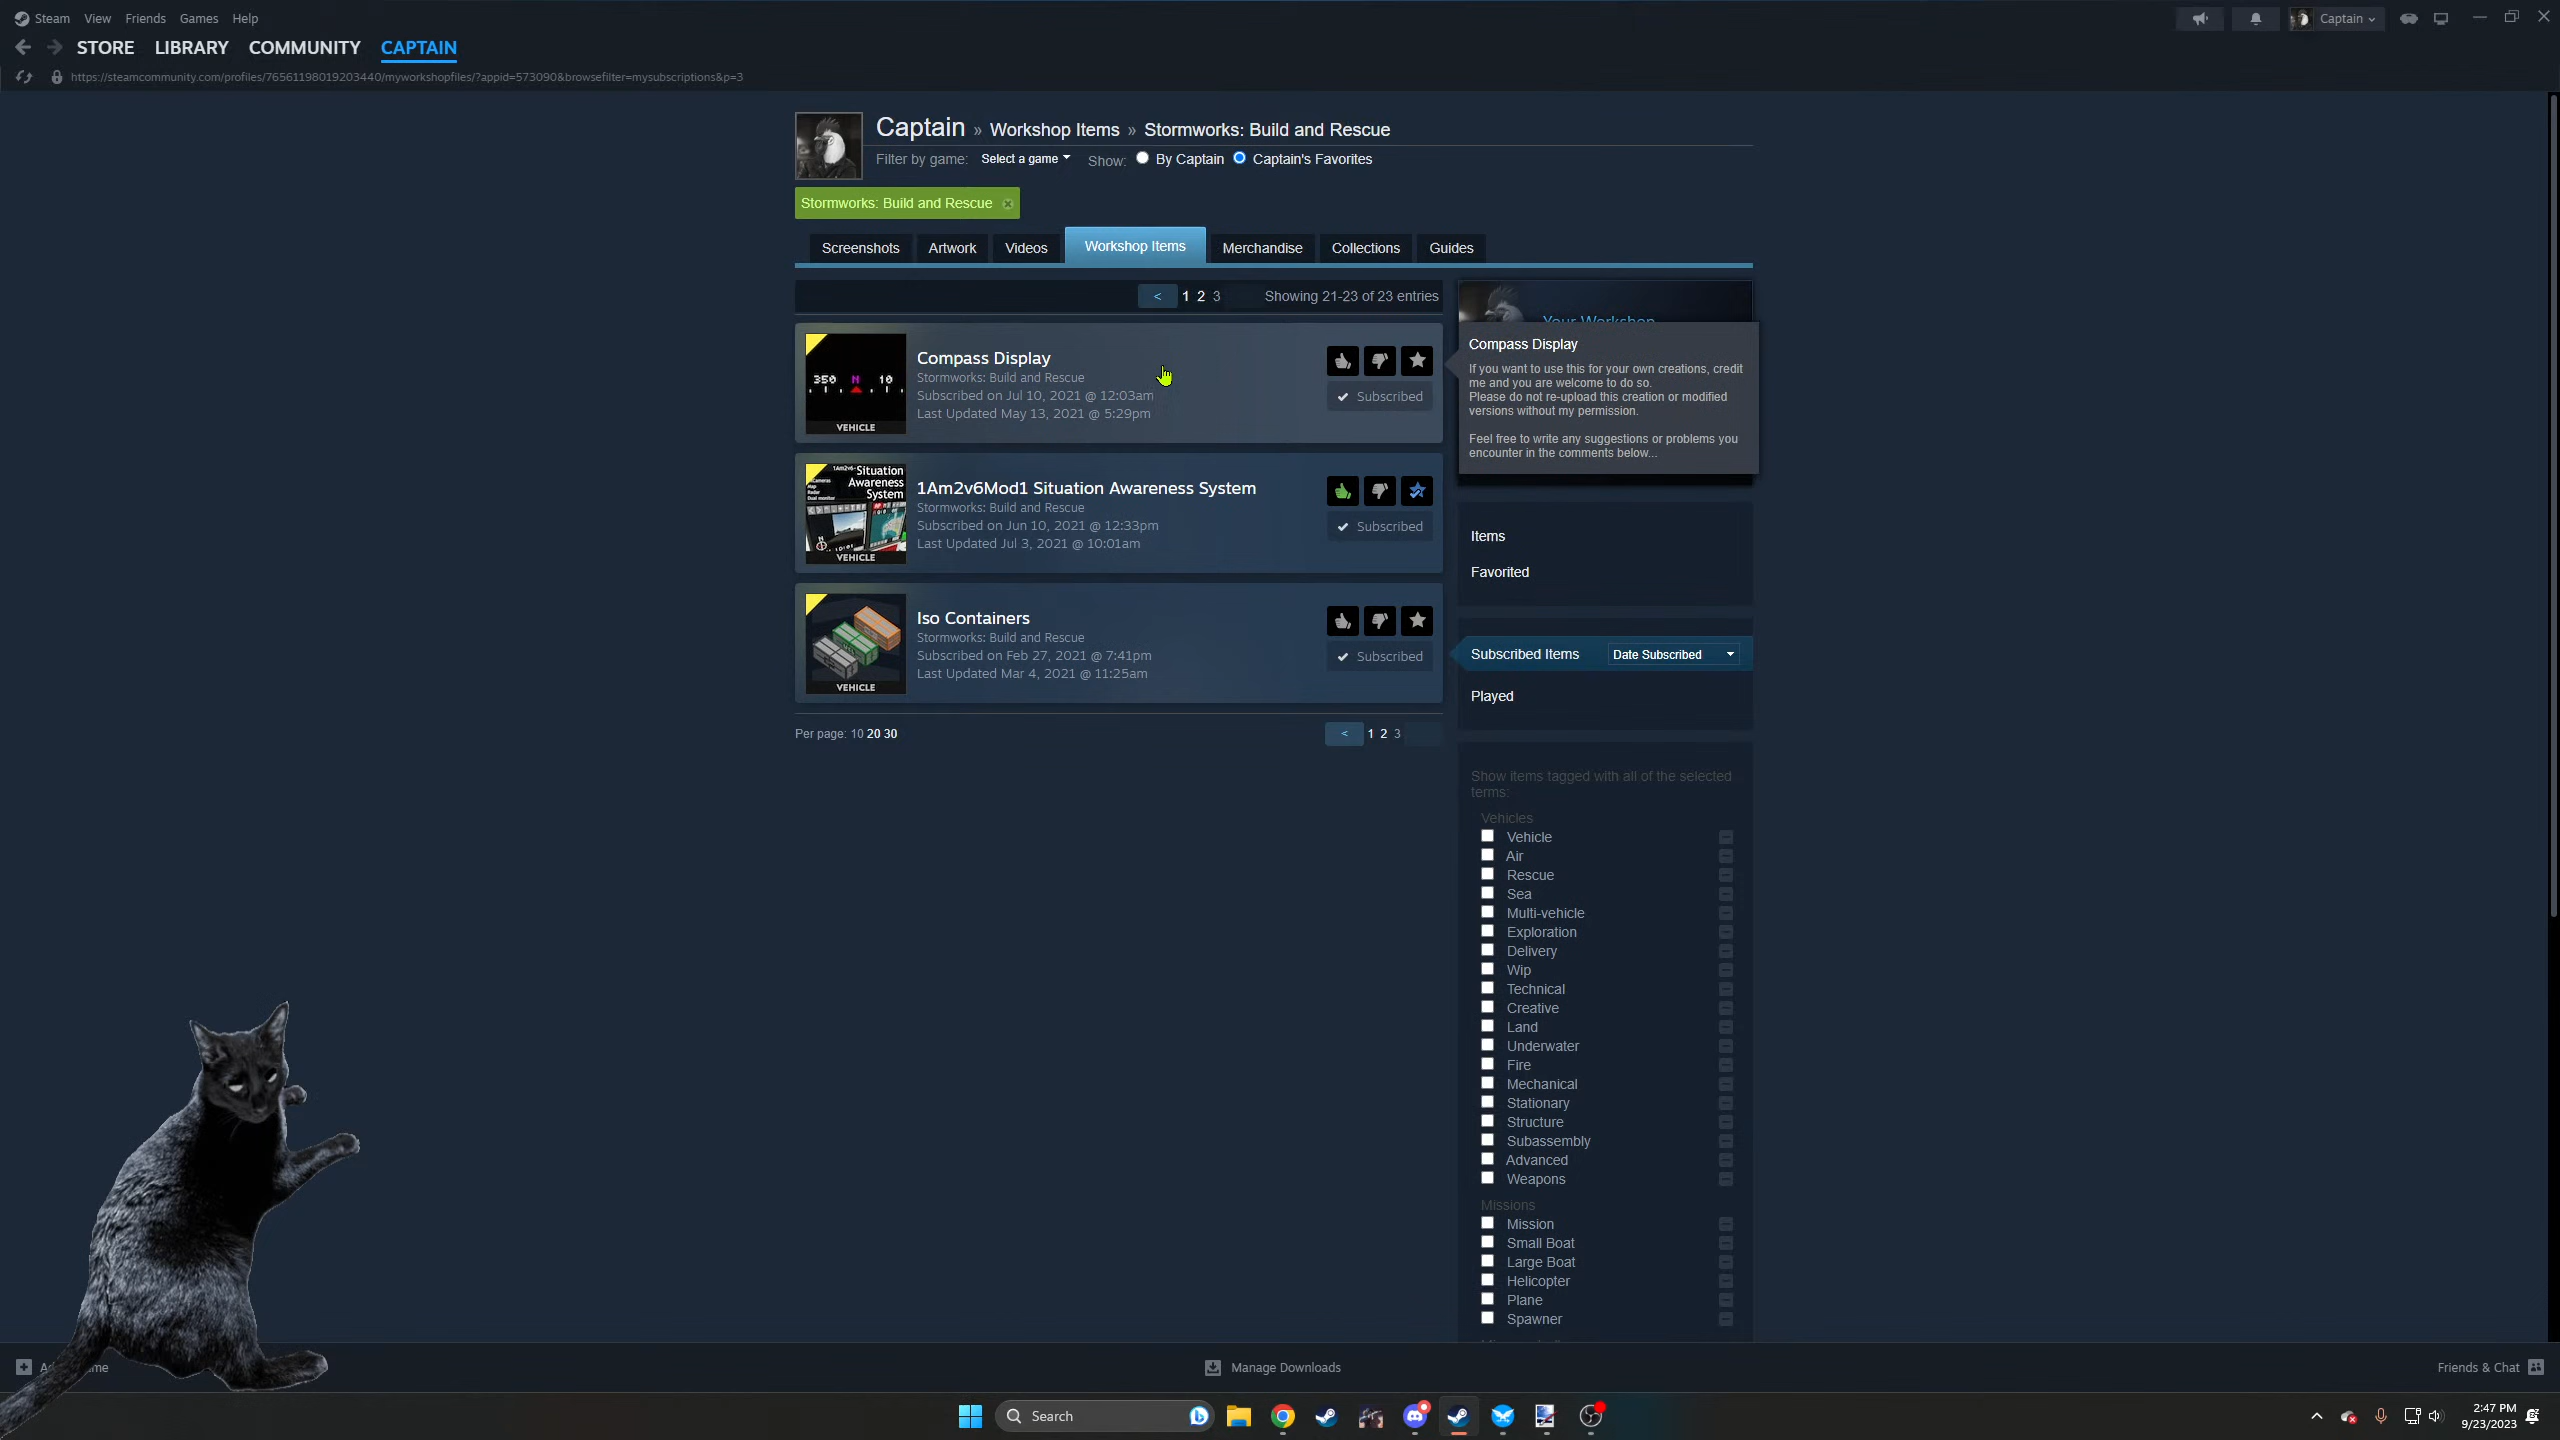 Steam View Friends Games Help
Captain
STORE LIBRARY COMMUNITY CAPTAIN
https://steamcommunity.com/profiles/76561198019203440/myworkshopfiles/?appid=573090&browsefilter=mysubscriptions&p=3
Captain » Workshop Items » Stormworks: Build and Rescue
Filter by game: Select a game Show: By Captain Captain's Favorites
Stormworks: Build and Rescue
Screenshots Artwork Videos Workshop Items Merchandise Collections Guides
< 1 2 3 Showing 21-23 of 23 entries
Your Workshop
350 N 10
VEHICLE
Compass Display
Stormworks: Build and Rescue
Subscribed on Jul 10, 2021 @ 12:03am
Last Updated May 13, 2021 @ 5:29pm
Subscribed
Compass Display
If you want to use this for your own creations, credit
me and you are welcome to do so.
Please do not re-upload this creation or modified
versions without my permission.
Feel free to write any suggestions or problems you
encounter in the comments below...
1Am2v6- Situation
Awareness
System
Map
Radar
Dual monitor
VEHICLE
1Am2v6Mod1 Situation Awareness System
Stormworks: Build and Rescue
Subscribed on Jun 10, 2021 @ 12:33pm
Last Updated Jul 3, 2021 @ 10:01am
Subscribed
VEHICLE
Iso Containers
Stormworks: Build and Rescue
Subscribed on Feb 27, 2021 @ 7:41pm
Last Updated Mar 4, 2021 @ 11:25am
Subscribed
Per page: 10 20 30
< 1 2 3
Items
Favorited
Subscribed Items Date Subscribed
Played
Show items tagged with all of the selected
terms:
Vehicles
Vehicle
Air
Rescue
Sea
Multi-vehicle
Exploration
Delivery
Wip
Technical
Creative
Land
Underwater
Fire
Mechanical
Stationary
Structure
Subassembly
Advanced
Weapons
Missions
Mission
Small Boat
Large Boat
Helicopter
Plane
Spawner
Manage Downloads
Friends & Chat
Search
2:47 PM
9/23/2023